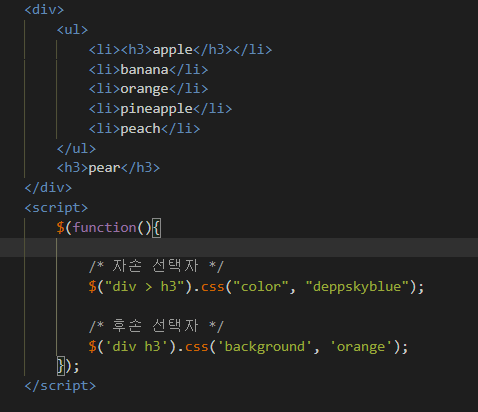 <div>
<ul>
<li><h3>apple</h3></li>
<li>banana</li>
<li>orange</li>
<li>pineapple</li>
<li>peach</li>
</ul>
<h3>pear</h3>
</div>
<script>
$(function(){
/* 자손 선택자 */
$("div > h3").css("color", "deppskyblue");
/* 후손 선택자 */
$('div h3').css('background', 'orange');
});
</script>